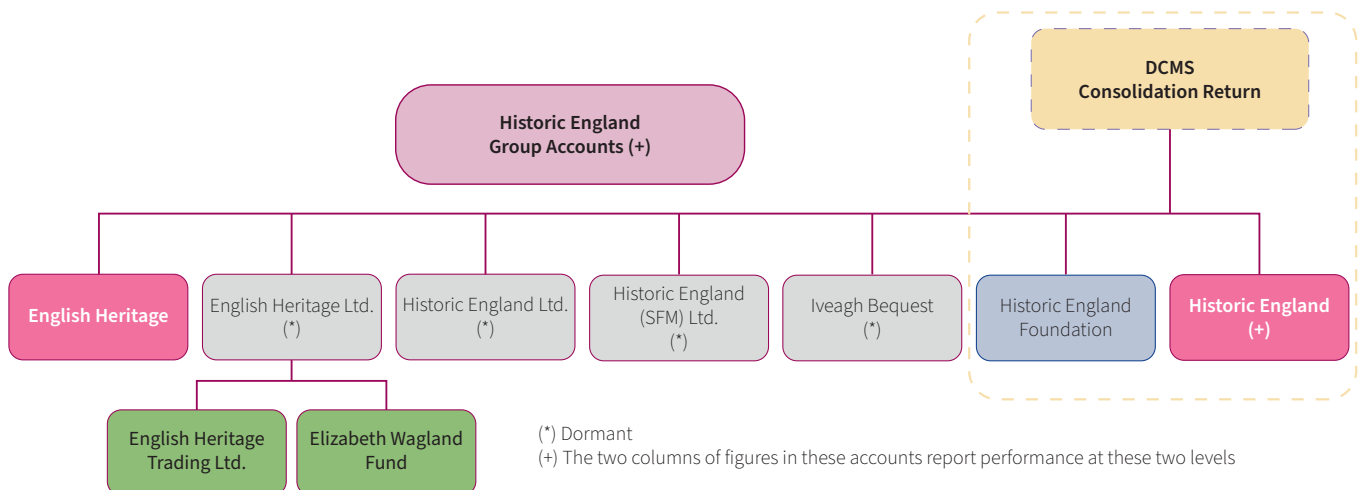 DCMS
Consolidation Return
Historic England
Group Accounts (+)
English Heritage
English Heritage Ltd.
(*)
Historic England Ltd.
(*)
Historic England
(SFM) Ltd.
(*)
Iveagh Bequest
(*)
Historic England
Foundation
Historic England
(+)
English Heritage
Trading Ltd.
Elizabeth Wagland
Fund
(*) Dormant
(+) The two columns of figures in these accounts report performance at these two levels